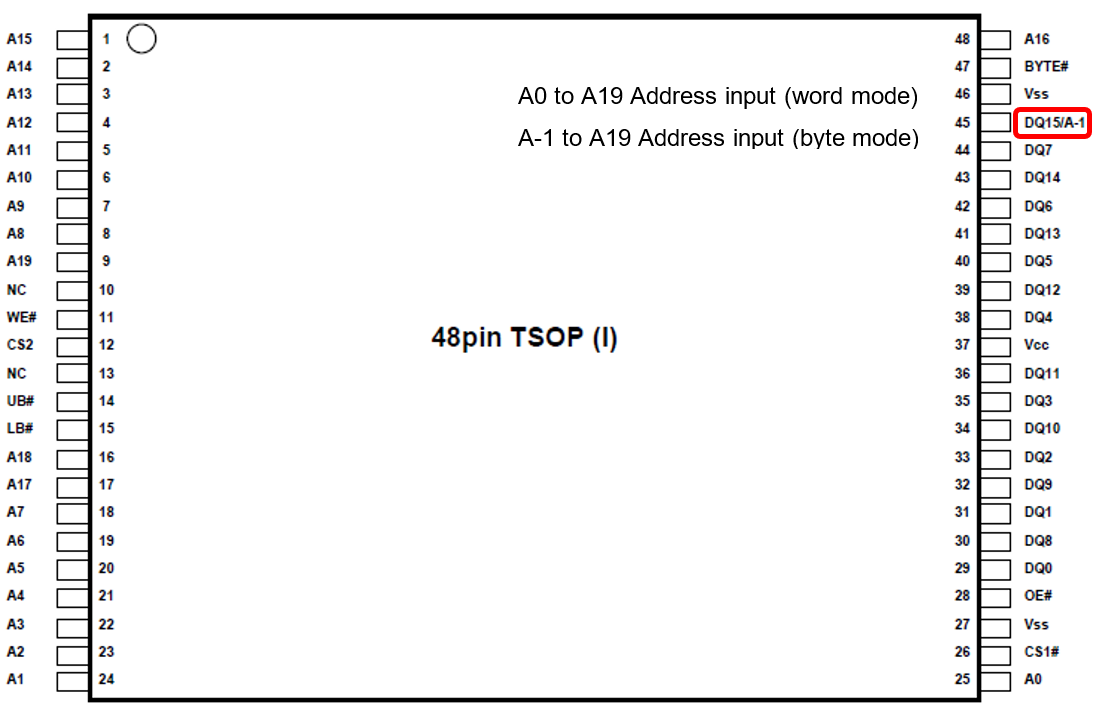 A15 1 48 A16
A14 2 47 BYTE#
A13 3 46 Vss
A0 to A19 Address input (word mode)
A12 4 45 DQ15/A-1
A-1 to A19 Address input (byte mode)
A11 5 44 DQ7
A10 6 43 DQ14
A9 7 42 DQ6
A8 8 41 DQ13
A19 9 40 DQ5
NC 10 39 DQ12
WE# 11 38 DQ4
48pin TSOP (I)
CS2 12 37 Vcc
NC 13 36 DQ11
UB# 14 35 DQ3
LB# 15 34 DQ10
A18 16 33 DQ2
A17 17 32 DQ9
A7 18 31 DQ1
A6 19 30 DQ8
A5 20 29 DQ0
A4 21 28 OE#
A3 22 27 Vss
A2 23 26 CS1#
A1 24 25 A0